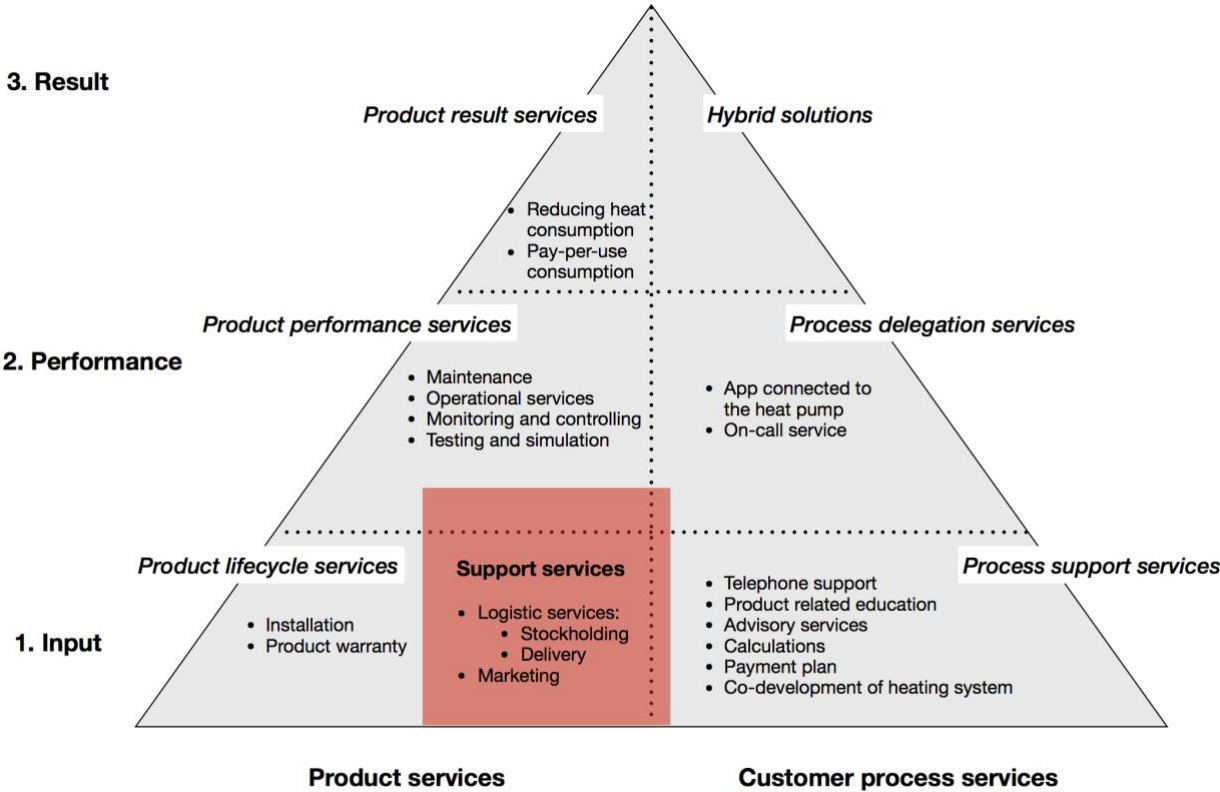 3. Result
Product result services
Hybrid solutions
• Reducing heat
consumption
• Pay-per-use
consumption
Product performance services
Process delegation services
2. Performance
• Maintenance
• Operational services
• Monitoring and controlling
• Testing and simulation
• App connected to
the heat pump
• On-call service
Product lifecycle services
Support services
Process support services
1. Input
• Installation
• Product warranty
• Logistic services:
• Stockholding
• Delivery
• Marketing
• Telephone support
• Product related education
• Advisory services
• Calculations
• Payment plan
• Co-development of heating system
Product services
Customer process services